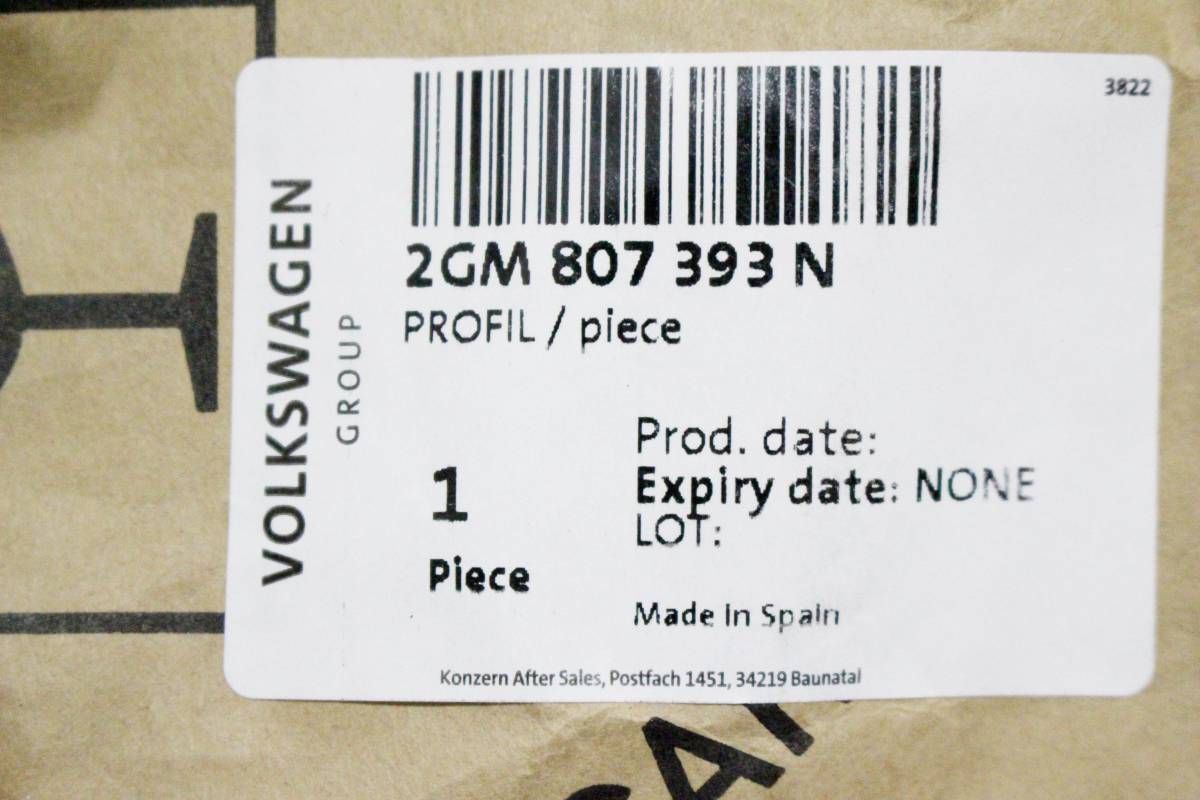 3822
VOLKSWAGEN
GROUP
2GM 807 393 N
PROFIL / piece
1
Piece
Prod. date:
Expiry date: NONE
LOT:
Made in Spain
Konzern After Sales, Postfach 1451, 34219 Baunatal